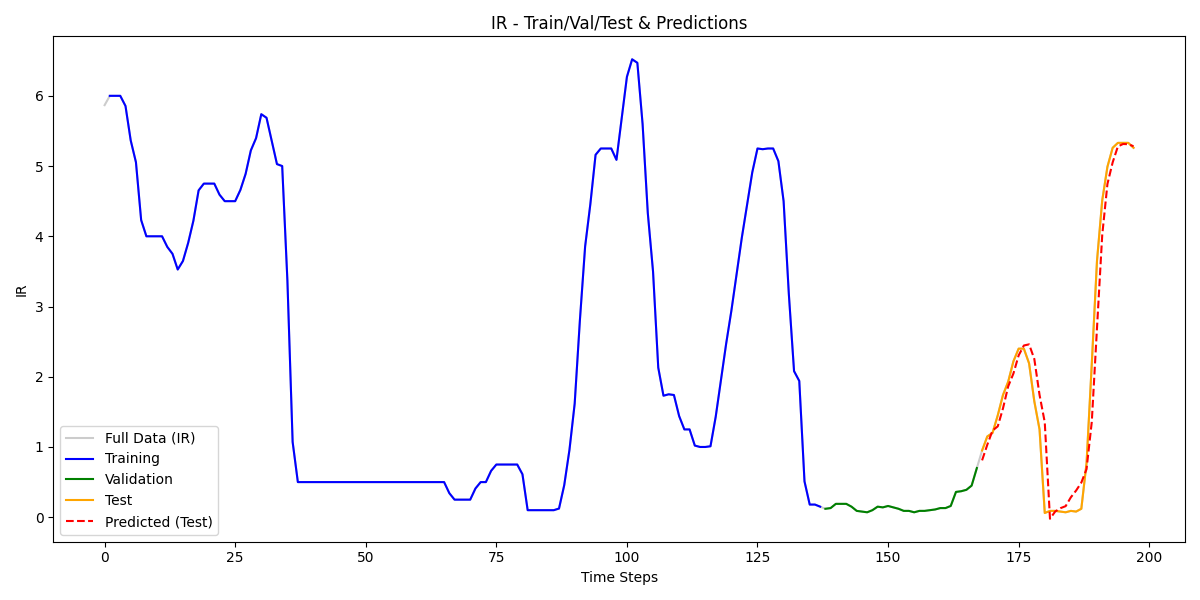 IR - Train/Val/Test & Predictions
IR
6
5
4
3
2
1
0
Full Data (IR)
Training
Validation
Test
Predicted (Test)
0 25 50 75 100 125 150 175 200
Time Steps